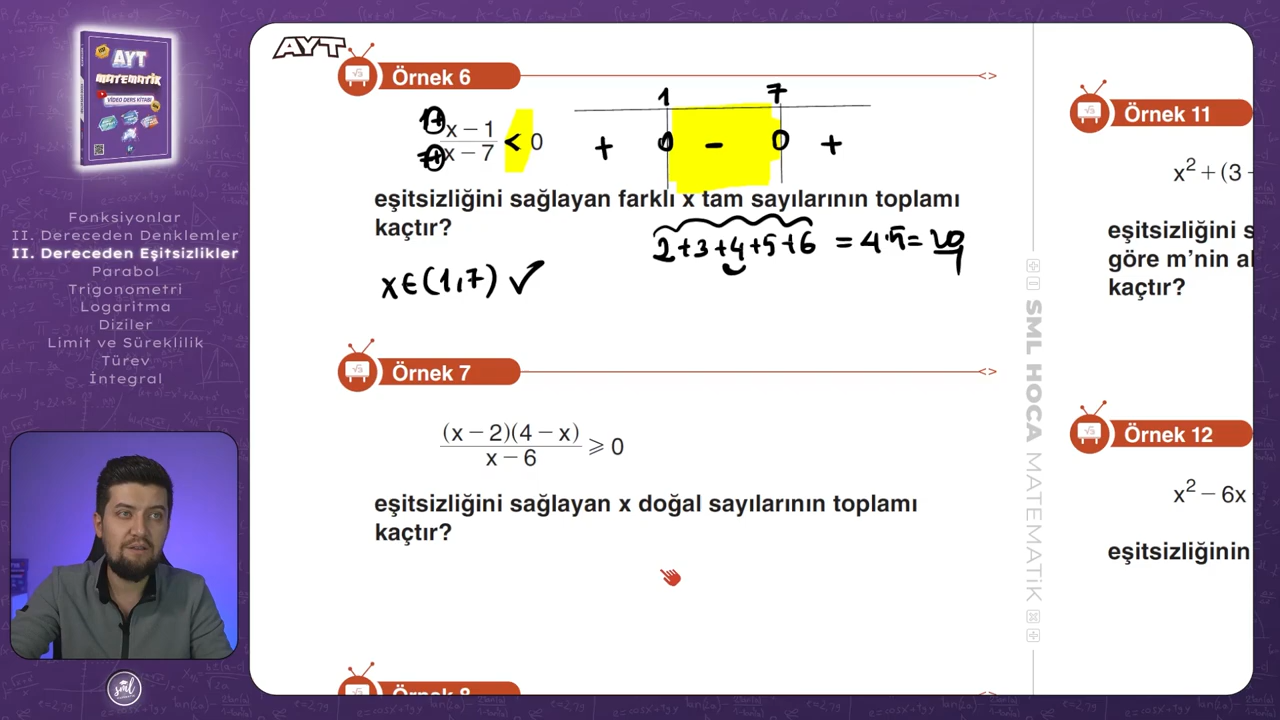 AYT
MATEMATİK
VİDEO DERS KİTABI
Fonksiyonlar
II. Dereceden Denklemler
II. Dereceden Eşitsizlikler
Parabol
Trigonometri
Logaritma
Diziler
Limit ve Süreklilik
Türev
İntegral
sml
AYT
Örnek 6
1+ x − 1
7+ x − 7
< 0
1 7
+ 0 − 0 +
eşitsizliğini sağlayan farklı x tam sayılarının toplamı
kaçtır?
2+3+4+5+6 = 4.5 = 20
x ∈ (1,7) ✓
Örnek 7
(x − 2)(4 − x)
x − 6
⩾ 0
eşitsizliğini sağlayan x doğal sayılarının toplamı
kaçtır?
Örnek 8
SML HOCA MATEMATİK
Örnek 11
x² + (3 −
eşitsizliğini s
göre m’nin al
kaçtır?
Örnek 12
x² − 6x
eşitsizliğinin